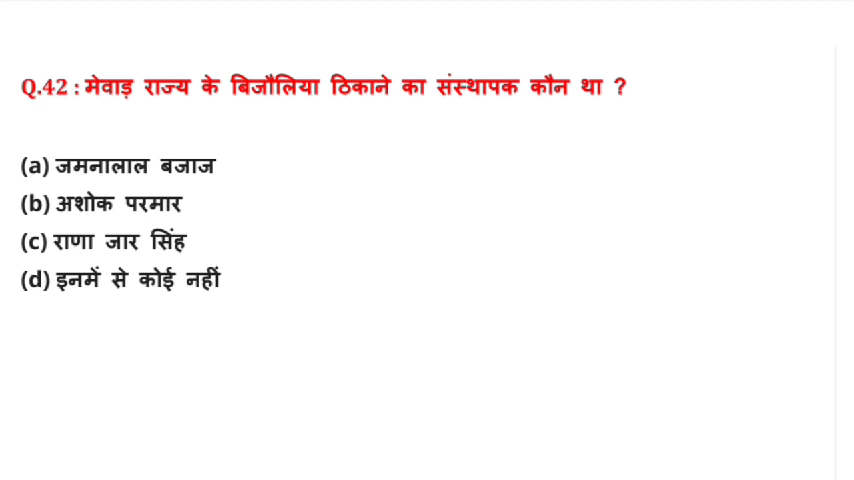 Q.42 : मेवाड़ राज्य के बिजौलिया ठिकाने का संस्थापक कौन था ?
(a) जमनालाल बजाज
(b) अशोक परमार
(c) राणा जार सिंह
(d) इनमें से कोई नहीं